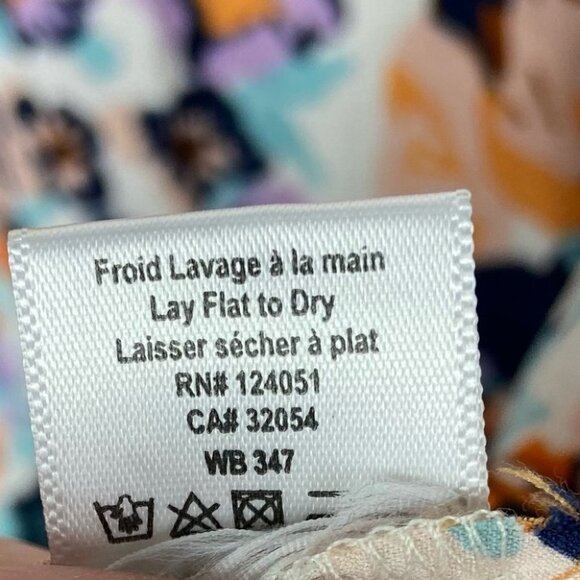 Froid Lavage à la main
Lay Flat to Dry
Laisser sécher à plat
RN# 124051
CA# 32054
WB 347